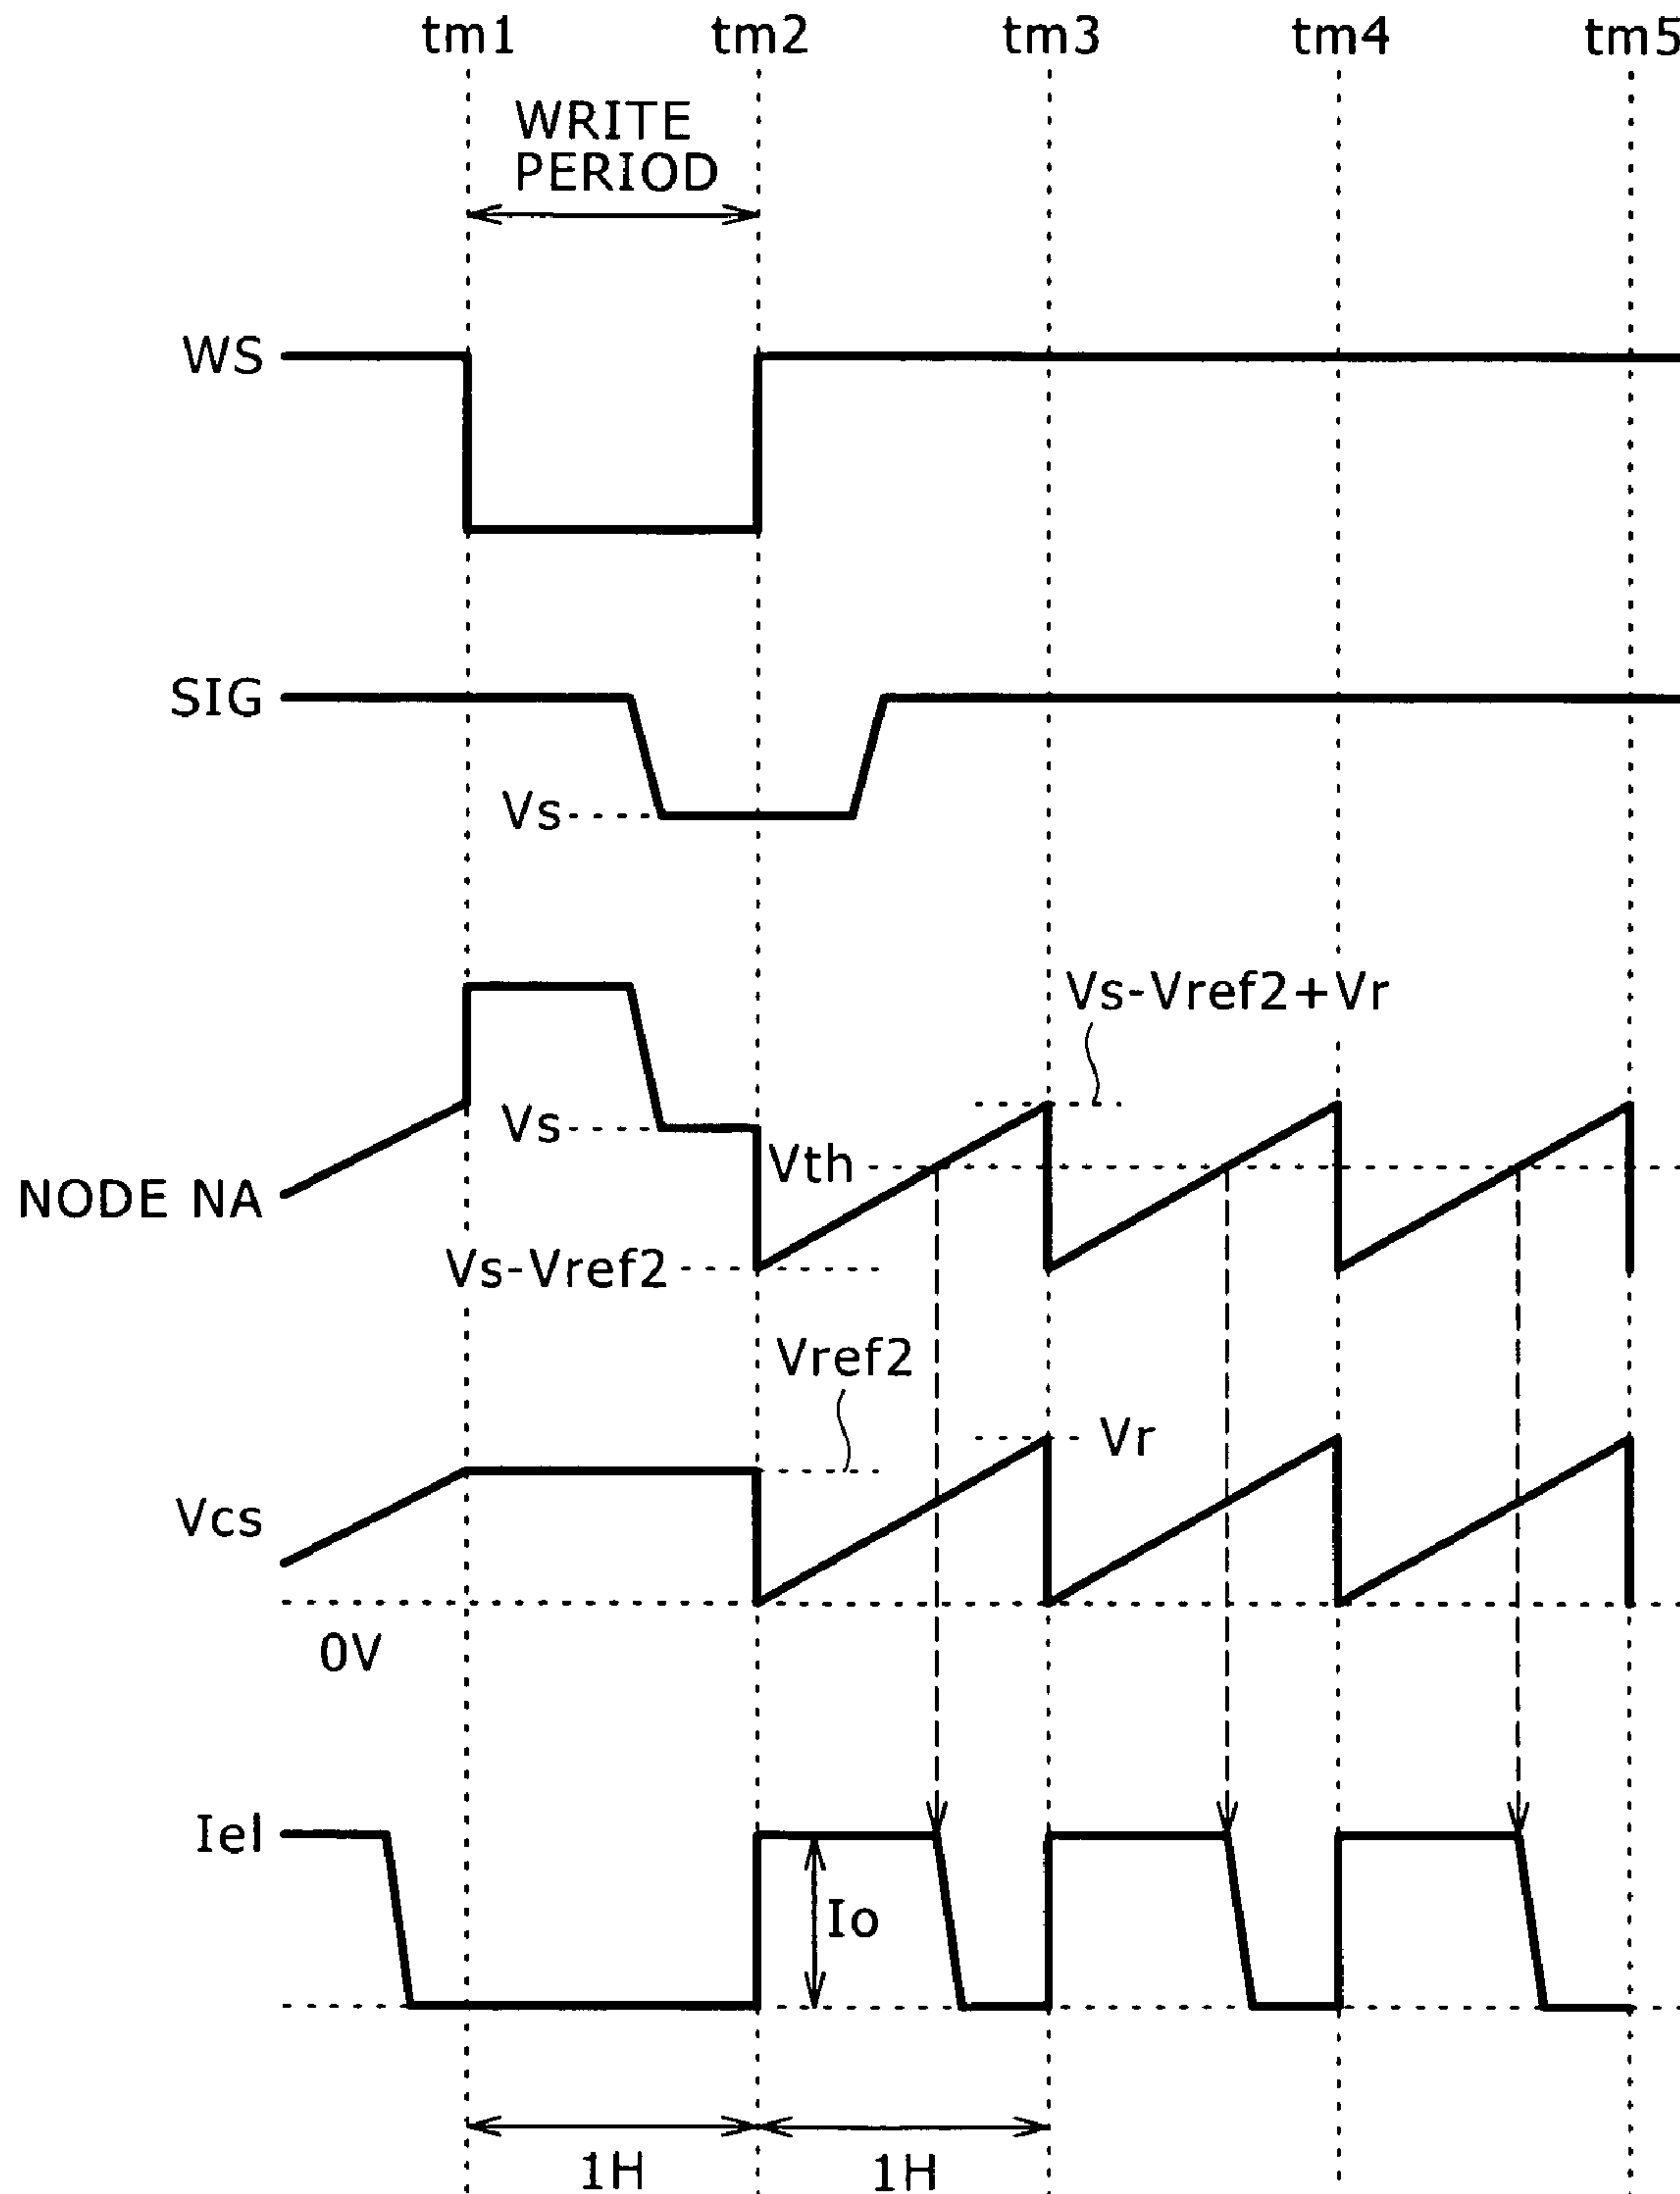 tm1 tm2 tm3 tm4 tm5
WRITE
PERIOD
WS
SIG
Vs
Vs-Vref2+Vr
Vs
Vth
NODE NA
Vs-Vref2
Vref2
Vr
Vcs
0V
Iel
Io
1H 1H